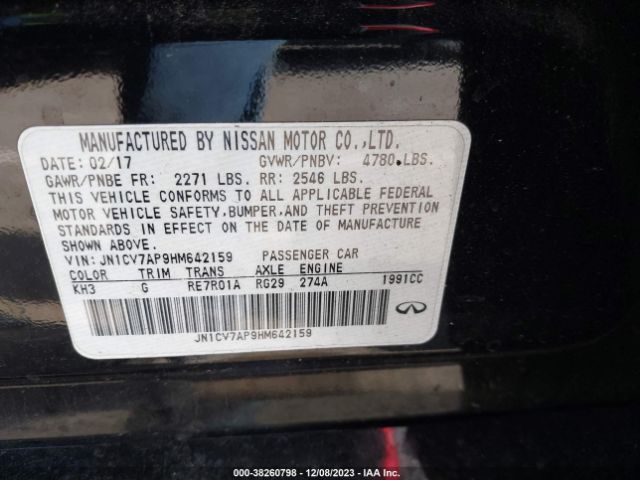 MANUFACTURED BY NISSAN MOTOR CO.,LTD.
DATE: 02/17 GVWR/PNBV: 4780.LBS.
GAWR/PNBE FR: 2271 LBS. RR: 2546 LBS.
THIS VEHICLE CONFORMS TO ALL APPLICABLE FEDERAL
MOTOR VEHICLE SAFETY,BUMPER,AND THEFT PREVENTION
STANDARDS IN EFFECT ON THE DATE OF MANUFACTURE
SHOWN ABOVE.
VIN: JN1CV7AP9HM642159 PASSENGER CAR
COLOR TRIM TRANS AXLE ENGINE
KH3 G RE7R01A RG29 274A 1991CC
JN1CV7AP9HM642159
000-38260798 - 12/08/2023 - IAA Inc.